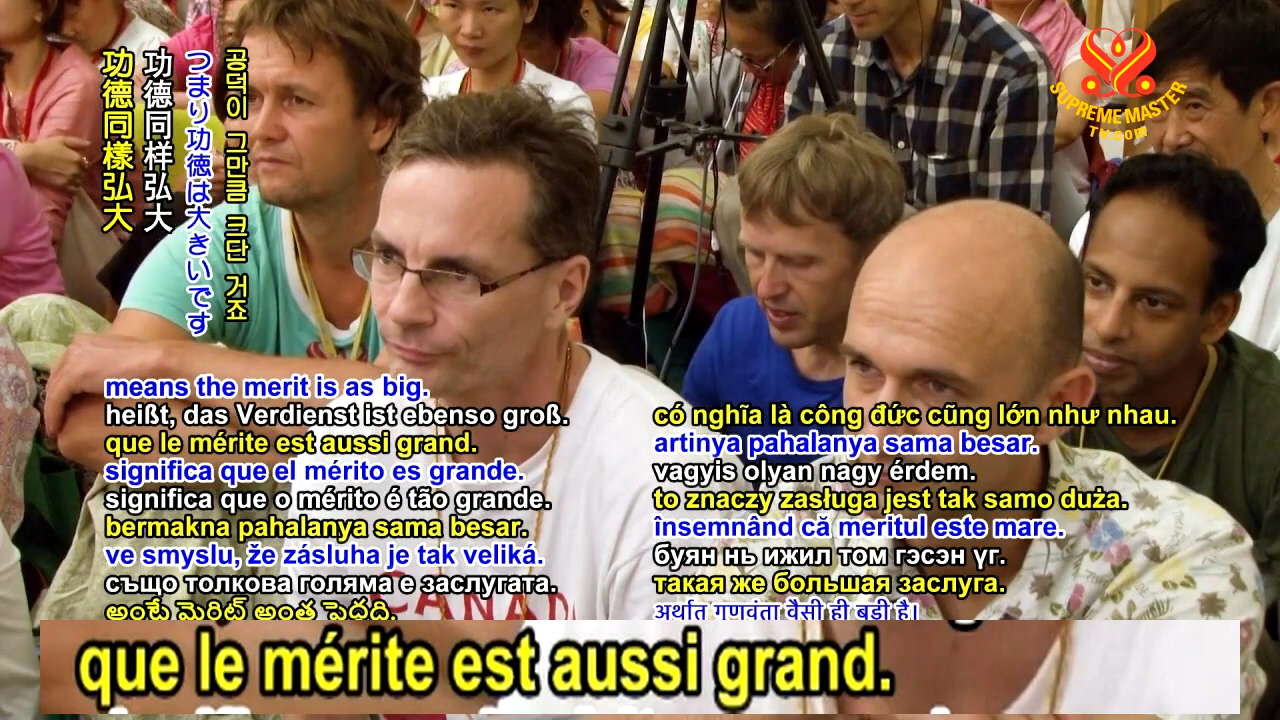 功德同樣弘大
功德同样弘大
つまり功徳は大きいです
공덕이 그만큼 크단 거죠
SUPREME MASTER
TV.COM
means the merit is as big.
heißt, das Verdienst ist ebenso groß.
que le mérite est aussi grand.
significa que el mérito es grande.
significa que o mérito é tão grande.
bermakna pahalanya sama besar.
ve smyslu, že zásluha je tak veliká.
също толкова голяма е заслугата.
అంటే మెరిట్ అంత పెద్దది.
CANADA
có nghĩa là công đức cũng lớn như nhau.
artinya pahalanya sama besar.
vagyis olyan nagy érdem.
to znaczy zasługa jest tak samo duża.
însemnând că meritul este mare.
буян нь ижил том гэсэн үг.
такая же большая заслуга.
अर्थात गुणवंता वैसी ही बड़ी है।
que le mérite est aussi grand.